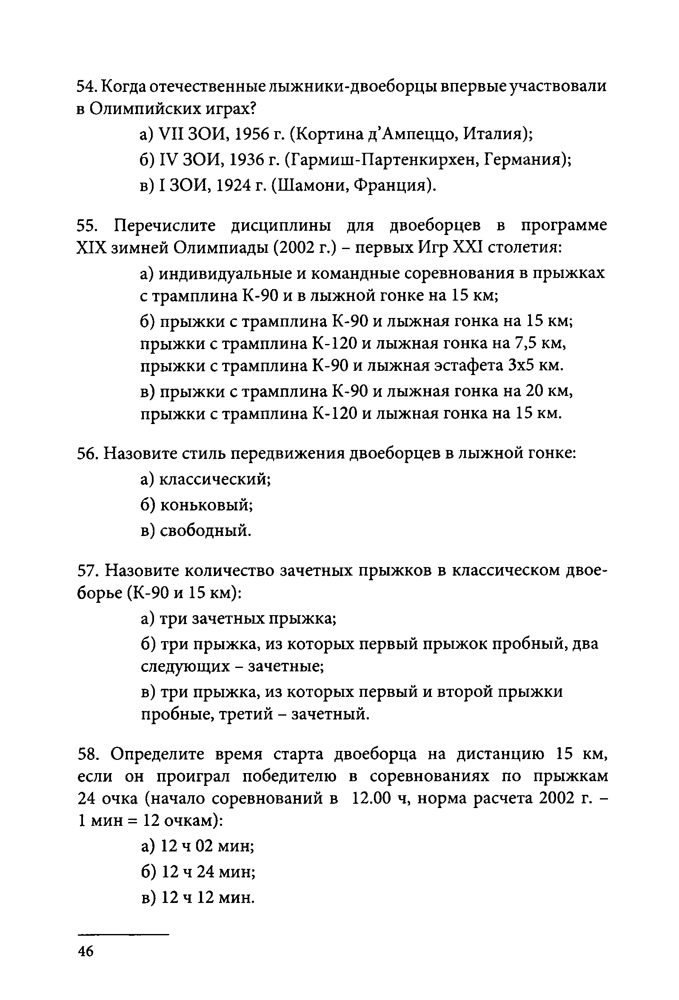 54. Когда отечественные лыжники-двоеборцы впервые участвовали
в Олимпийских играх?
а) VII ЗОИ, 1956 г. (Кортина д’Ампеццо, Италия);
б) IV ЗОИ, 1936 г. (Гармиш-Партенкирхен, Германия);
в) I ЗОИ, 1924 г. (Шамони, Франция).
55. Перечислите дисциплины для двоеборцев в программе
XIX зимней Олимпиады (2002 г.) – первых Игр XXI столетия:
а) индивидуальные и командные соревнования в прыжках
с трамплина К-90 и в лыжной гонке на 15 км;
б) прыжки с трамплина К-90 и лыжная гонка на 15 км;
прыжки с трамплина К-120 и лыжная гонка на 7,5 км,
прыжки с трамплина К-90 и лыжная эстафета 3х5 км.
в) прыжки с трамплина К-90 и лыжная гонка на 20 км,
прыжки с трамплина К-120 и лыжная гонка на 15 км.
56. Назовите стиль передвижения двоеборцев в лыжной гонке:
а) классический;
б) коньковый;
в) свободный.
57. Назовите количество зачетных прыжков в классическом двое-
борье (К-90 и 15 км):
а) три зачетных прыжка;
б) три прыжка, из которых первый прыжок пробный, два
следующих – зачетные;
в) три прыжка, из которых первый и второй прыжки
пробные, третий – зачетный.
58. Определите время старта двоеборца на дистанцию 15 км,
если он проиграл победителю в соревнованиях по прыжкам
24 очка (начало соревнований в 12.00 ч, норма расчета 2002 г. –
1 мин = 12 очкам):
а) 12 ч 02 мин;
б) 12 ч 24 мин;
в) 12 ч 12 мин.
46